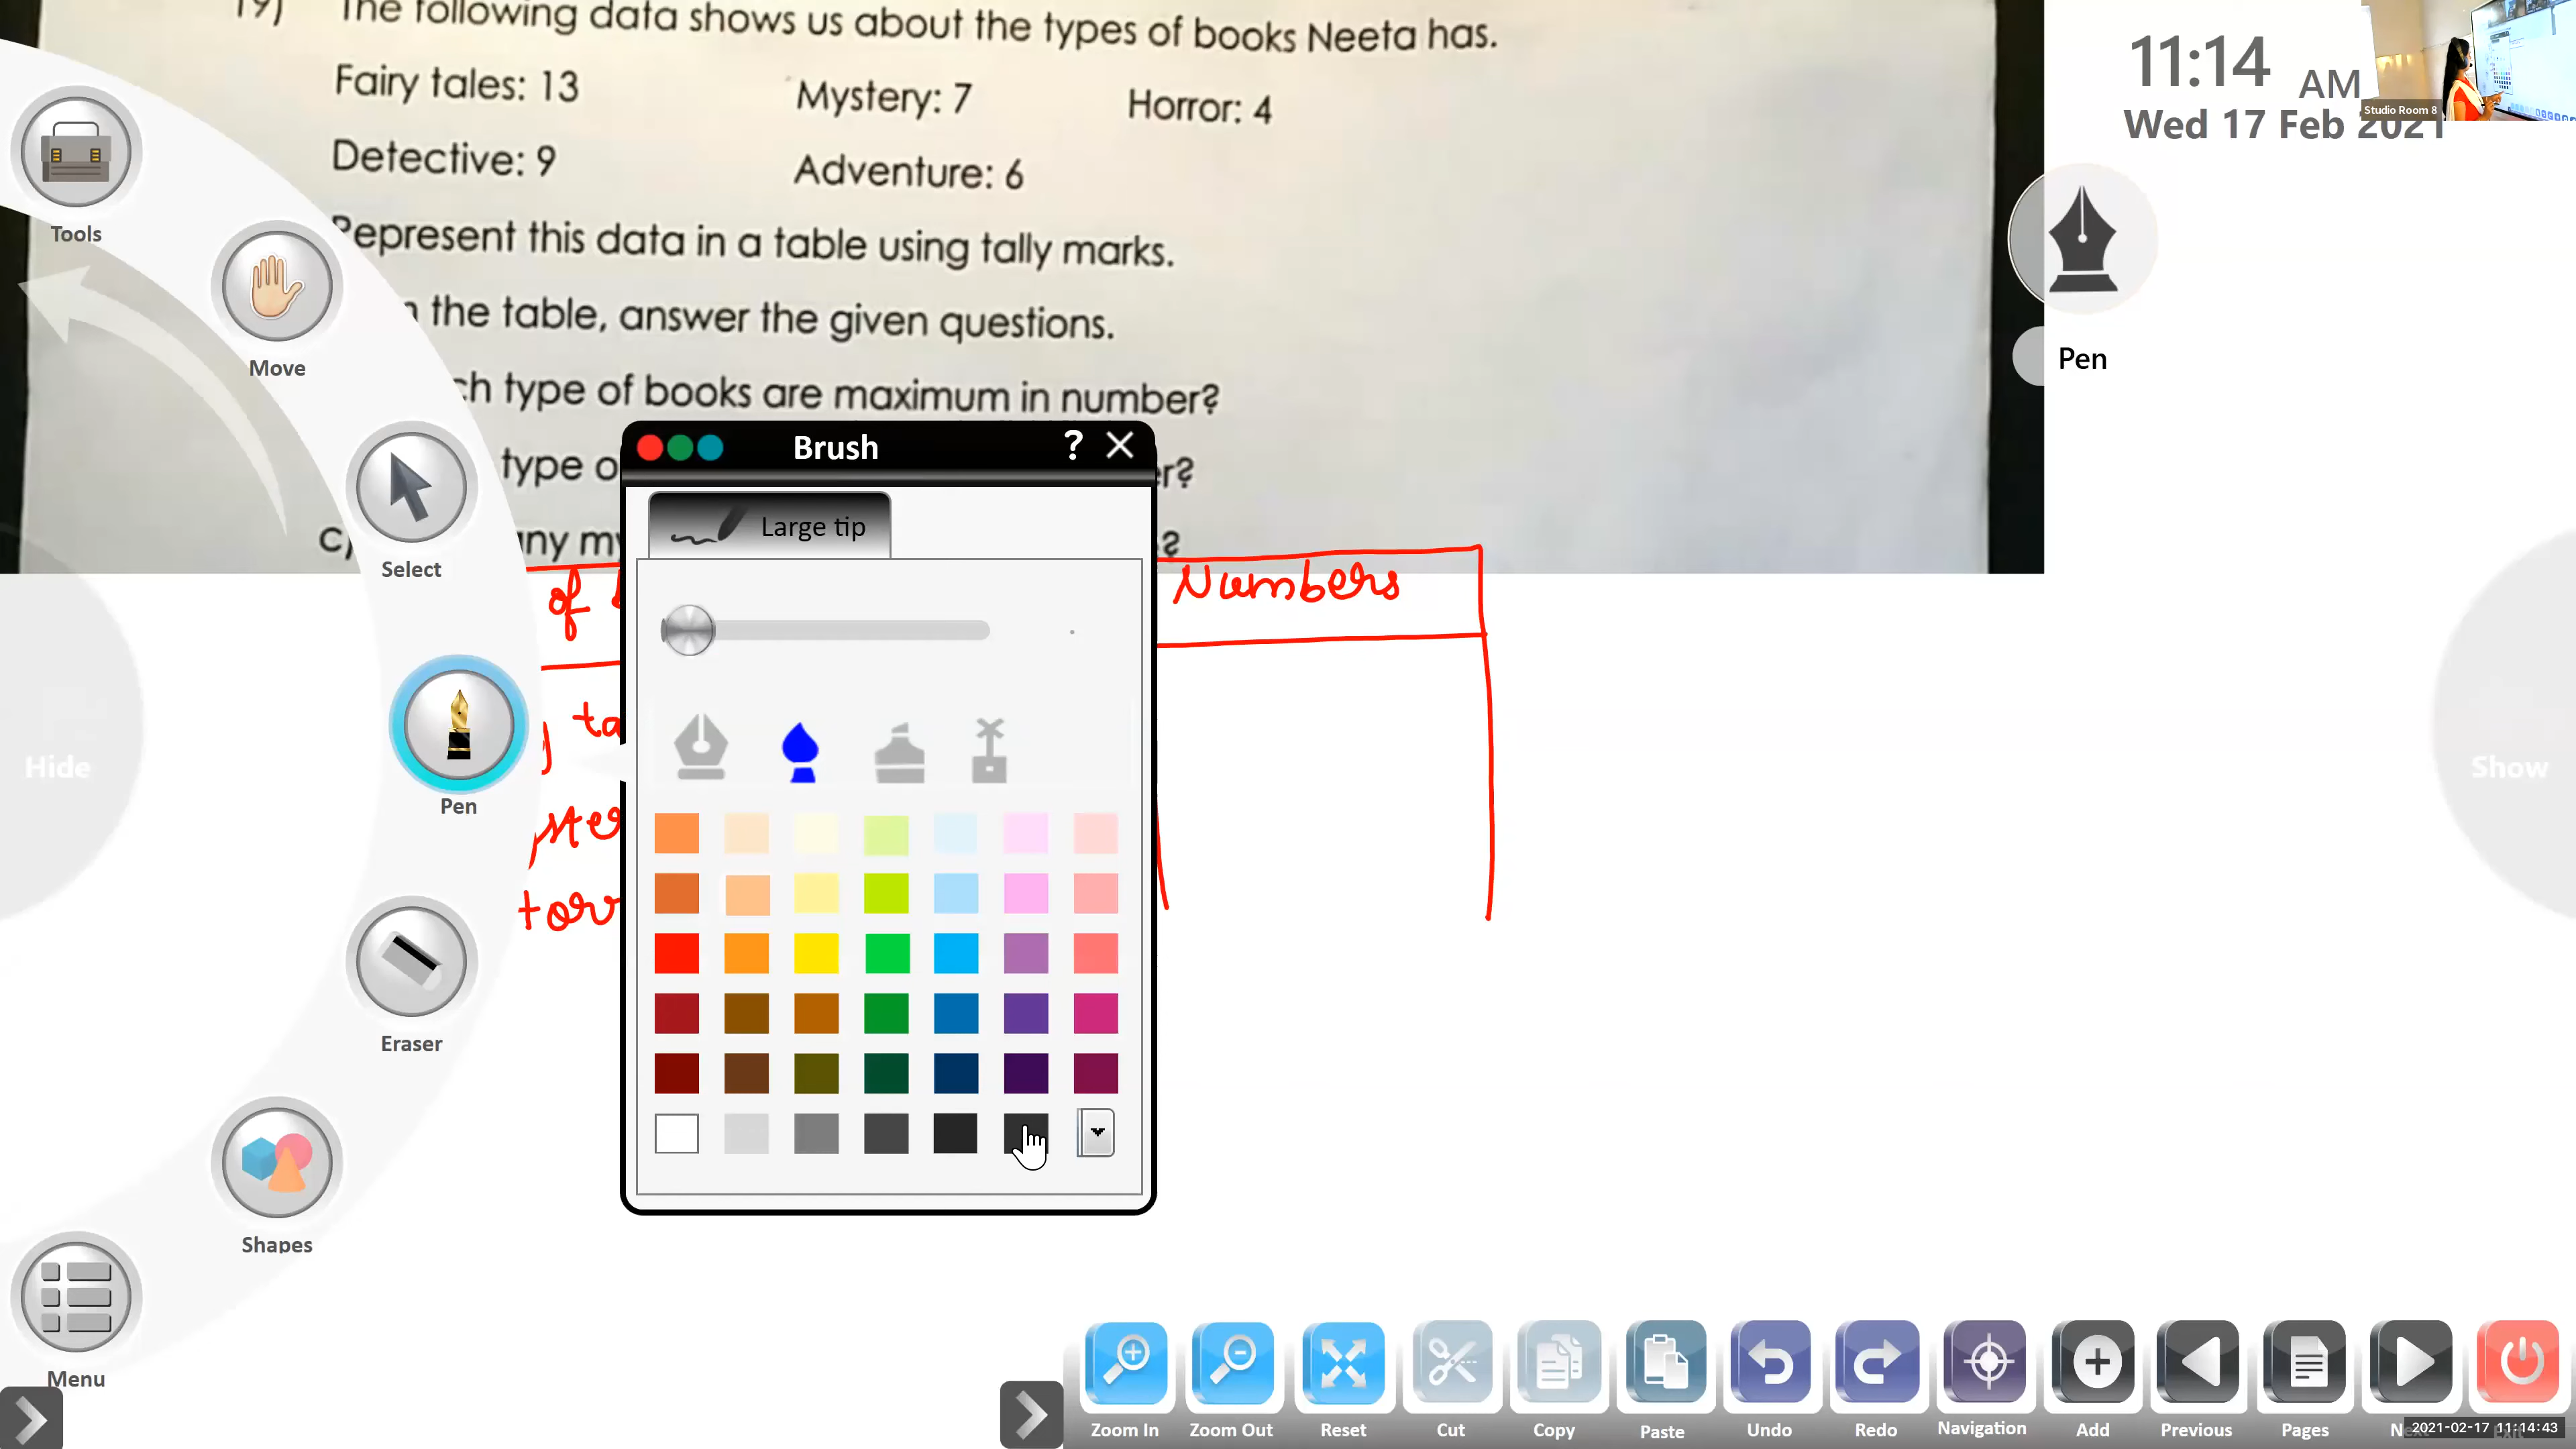 19) The following data shows us about the types of books Neeta has.
Fairy tales: 13 Mystery: 7 Horror: 4
Detective: 9 Adventure: 6
Represent this data in a table using tally marks.
the table, answer the given questions.
type of books are maximum in number?
type
c)
of Numbers
Tools
Move
Select
Pen
Eraser
Shapes
Menu
Hide
Brush ? ×
Large tip
11:14 AM
Wed 17 Feb 2021
Studio Room 8
Pen
Show
Zoom In Zoom Out Reset Cut Copy Paste Undo Redo Navigation Add Previous Pages
2021-02-17 11:14:43